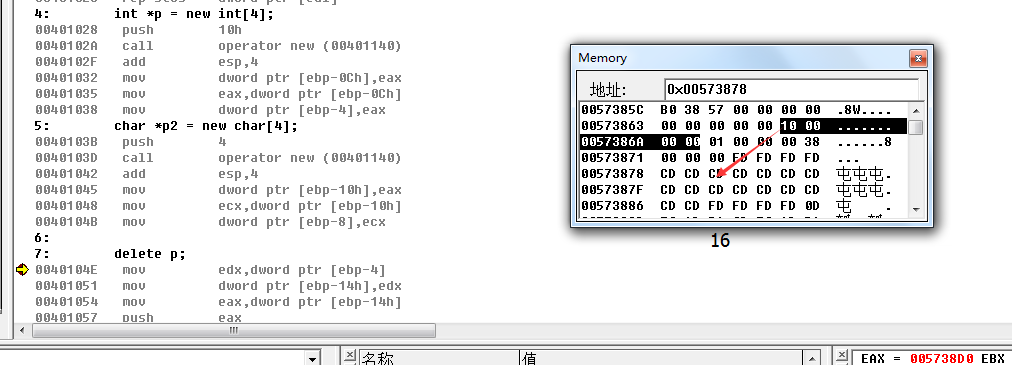 4: int *p = new int[4];
00401028 push 10h
0040102A call operator new (00401140)
0040102F add esp,4
00401032 mov dword ptr [ebp-0Ch],eax
00401035 mov eax,dword ptr [ebp-0Ch]
00401038 mov dword ptr [ebp-4],eax
5: char *p2 = new char[4];
0040103B push 4
0040103D call operator new (00401140)
00401042 add esp,4
00401045 mov dword ptr [ebp-10h],eax
00401048 mov ecx,dword ptr [ebp-10h]
0040104B mov dword ptr [ebp-8],ecx
6:
7: delete p;
0040104E mov edx,dword ptr [ebp-4]
00401051 mov dword ptr [ebp-14h],edx
00401054 mov eax,dword ptr [ebp-14h]
00401057 push eax
Memory
地址: 0x00573878
0057385C B0 38 57 00 00 00 00 .8W....
00573863 00 00 00 00 00 10 00 .......
0057386A 00 00 01 00 00 00 38 ......8
00573871 00 00 00 FD FD FD FD ...
00573878 CD CD CD CD CD CD CD 屯屯屯.
0057387F CD CD CD CD CD CD CD 屯屯屯.
00573886 CD CD FD FD FD FD 0D 屯 .
16
名称 值
EAX = 005738D0 EBX